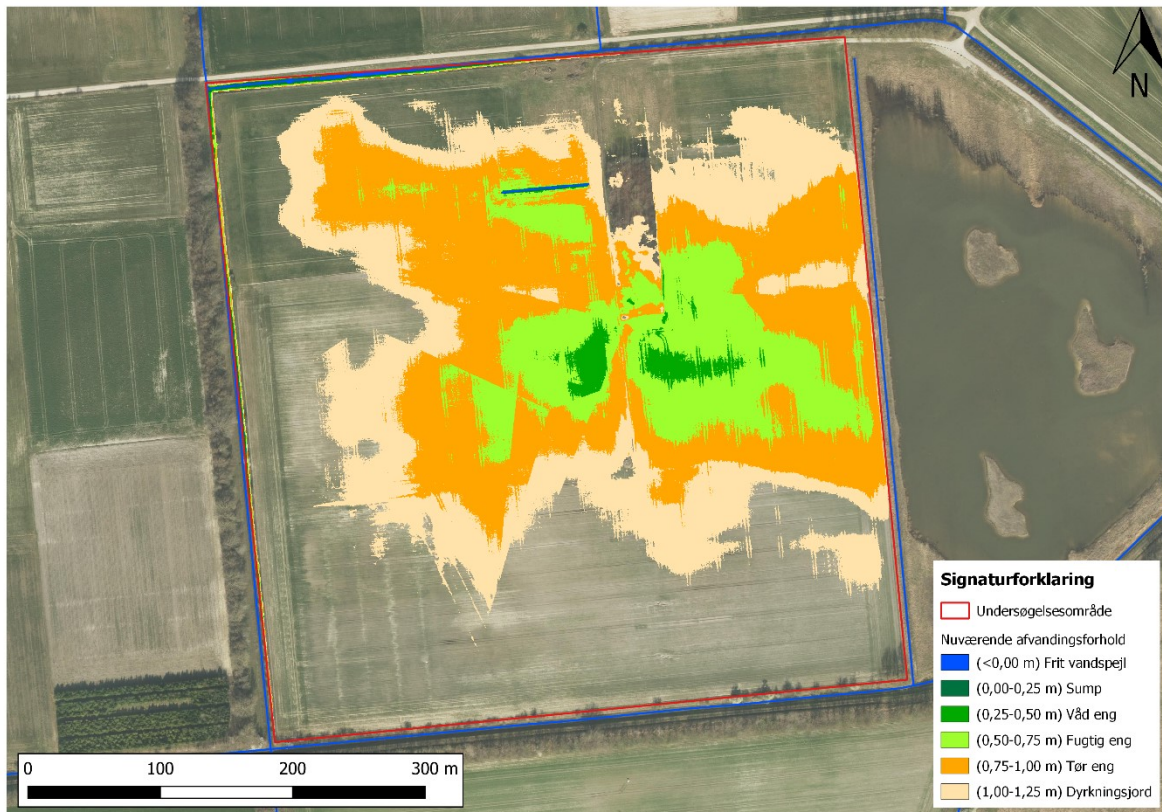 N
Signaturforklaring
Undersøgelsesområde
Nuværende afvandingsforhold
(<0,00 m) Frit vandspejl
(0,00-0,25 m) Sump
(0,25-0,50 m) Våd eng
(0,50-0,75 m) Fugtig eng
(0,75-1,00 m) Tør eng
(1,00-1,25 m) Dyrkningsjord
0 100 200 300 m